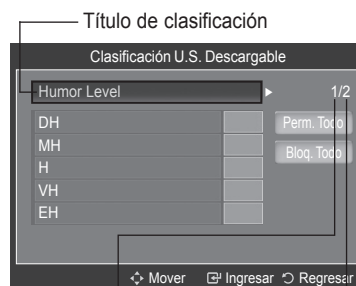 Título de clasificación
Clasificación U.S. Descargable
Humor Level 1/2
DH Perm. Todo
MH Bloq. Todo
H
VH
EH
Mover Ingresar Regresar